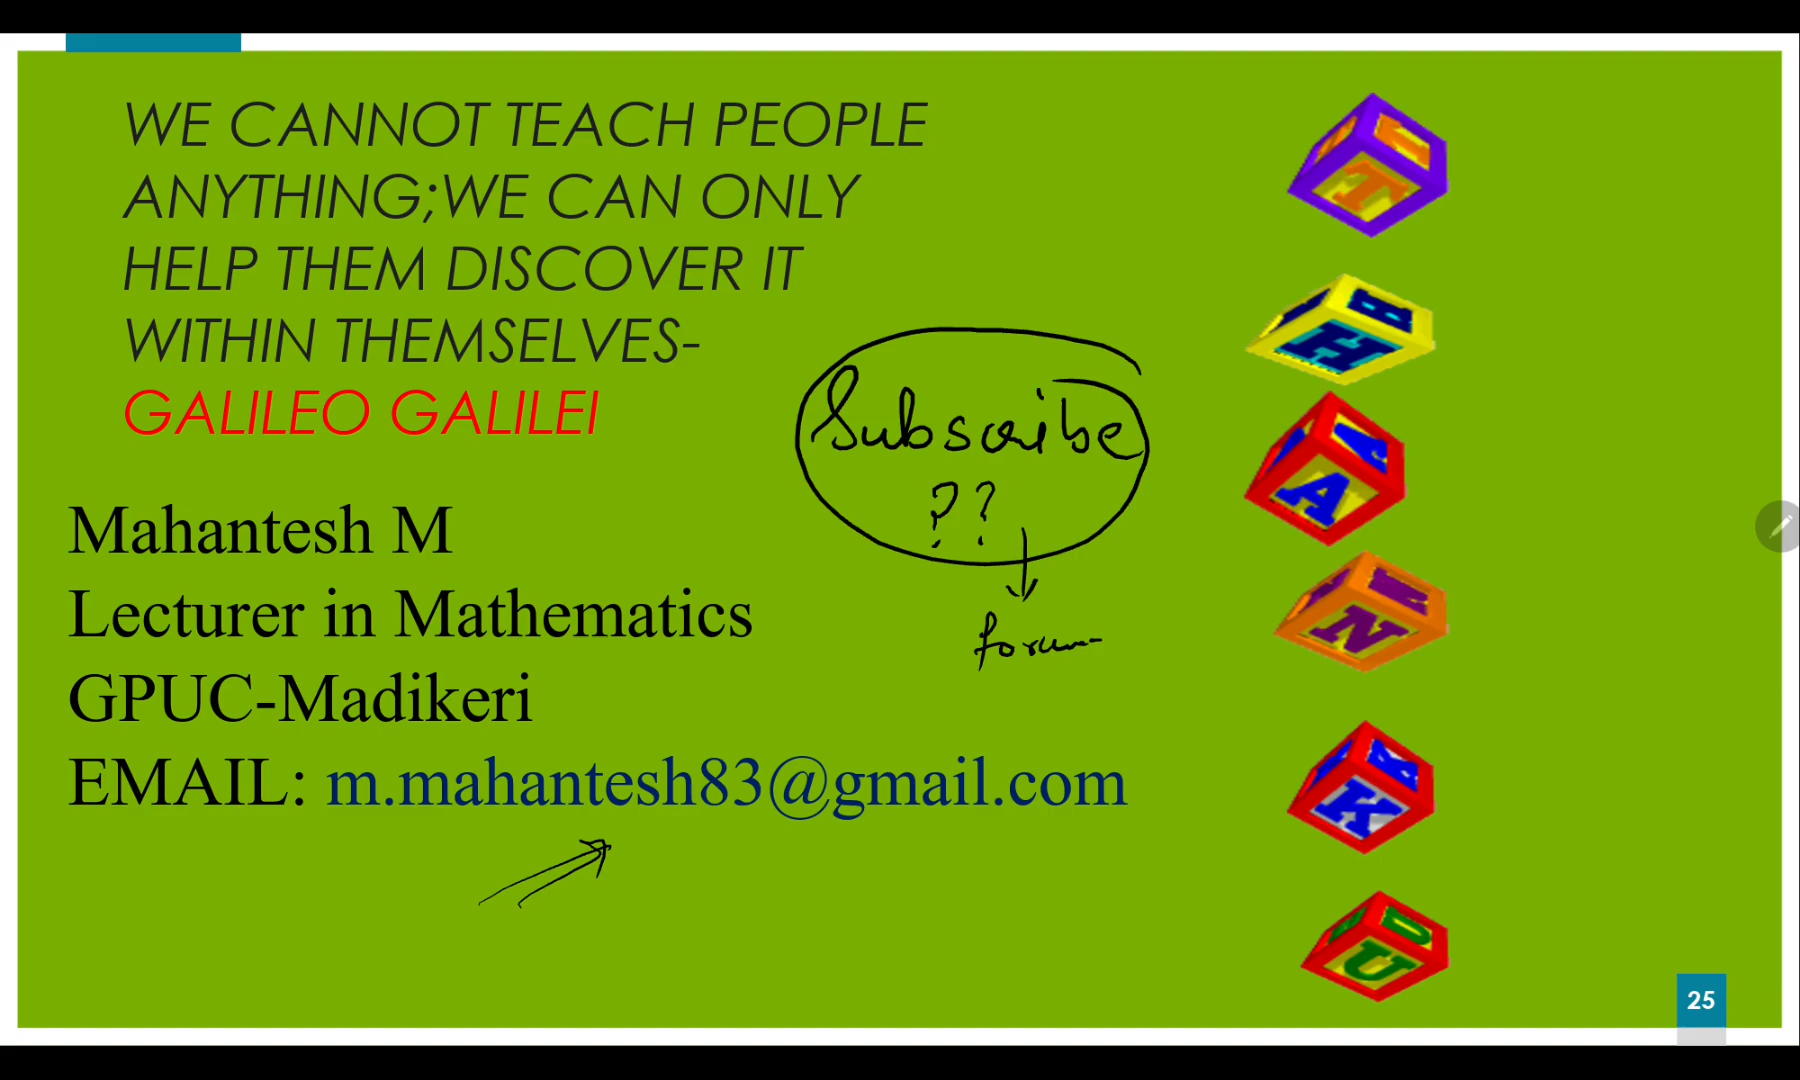 WE CANNOT TEACH PEOPLE
ANYTHING;WE CAN ONLY
HELP THEM DISCOVER IT
WITHIN THEMSELVES-
GALILEO GALILEI
Subscribe
??
forum
Mahantesh M
Lecturer in Mathematics
GPUC-Madikeri
EMAIL: m.mahantesh83@gmail.com
T
H B
A
N
K
U
25